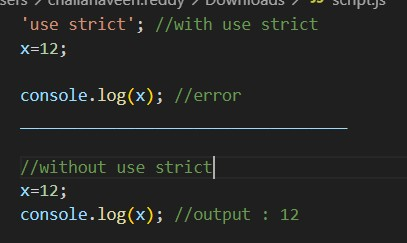 sers > challanaveen.reddy > Downloads > script.js
'use strict'; //with use strict
x=12;
console.log(x); //error
//without use strict
x=12;
console.log(x); //output : 12